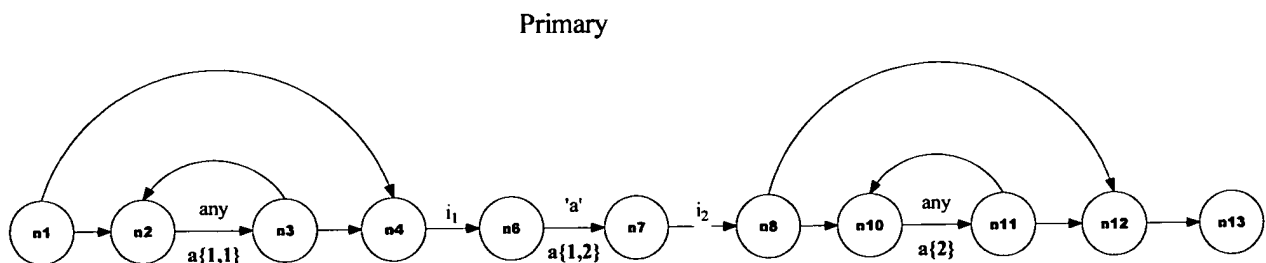 Primary
any i₁ 'a' i₂ any
n1 n2 n3 n4 n6 n7 n8 n10 n11 n12 n13
a{1,1} a{1,2} a{2}